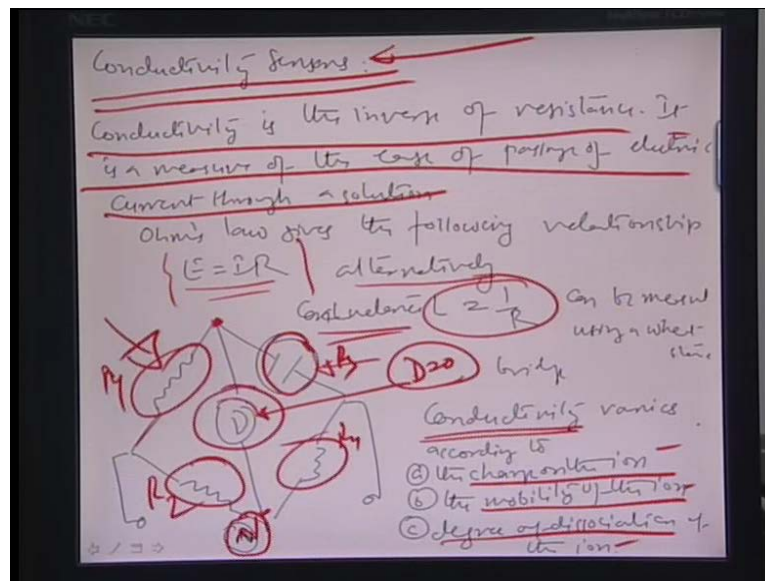 NEC
Conductivity Sensors:
Conductivity is the inverse of resistance. It
is a measure of the ease of passage of electric
current through a solution
Ohm's law gives the following relationship
E = IR alternatively
Conductance L = 1/R can be measured
using a wheat-
stone
bridge
R1
R3
D=0
D
R2
R4
N
Conductivity varies
according to
(a) the charge on the ion
(b) the mobility of the ion
(c) degree of dissociation of
the ion